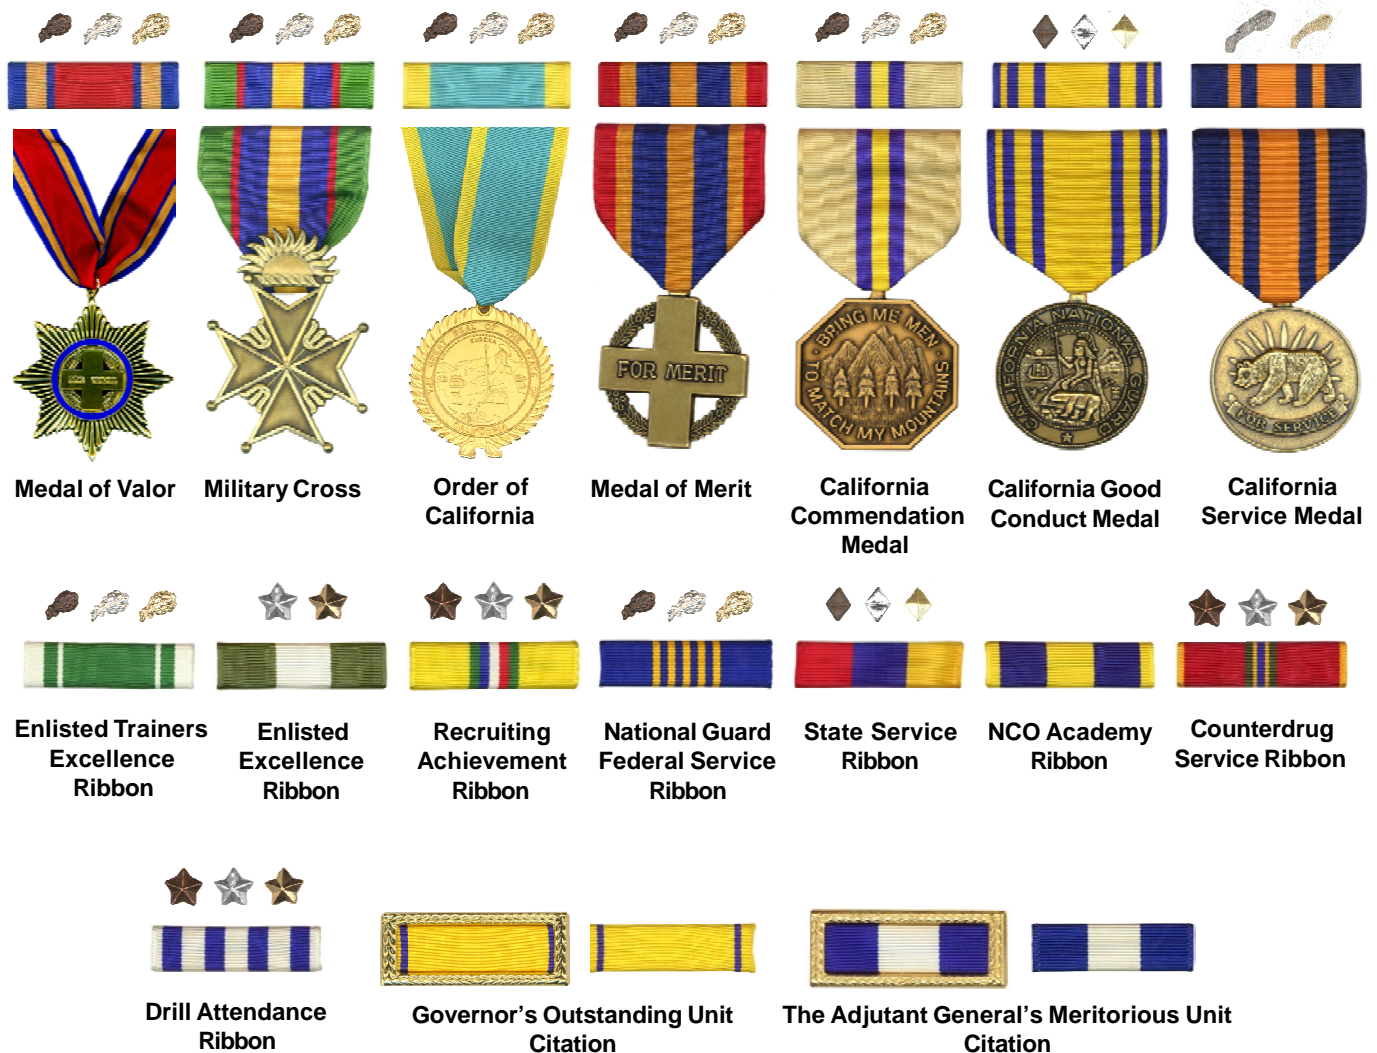 FOR MERIT
BRING ME MEN
TO MATCH MY MOUNTAINS
CALIFORNIA NATIONAL GUARD
FOR SERVICE
Medal of Valor
Military Cross
Order of
California
Medal of Merit
California
Commendation
Medal
California Good
Conduct Medal
California
Service Medal
Enlisted Trainers
Excellence
Ribbon
Enlisted
Excellence
Ribbon
Recruiting
Achievement
Ribbon
National Guard
Federal Service
Ribbon
State Service
Ribbon
NCO Academy
Ribbon
Counterdrug
Service Ribbon
Drill Attendance
Ribbon
Governor’s Outstanding Unit
Citation
The Adjutant General’s Meritorious Unit
Citation